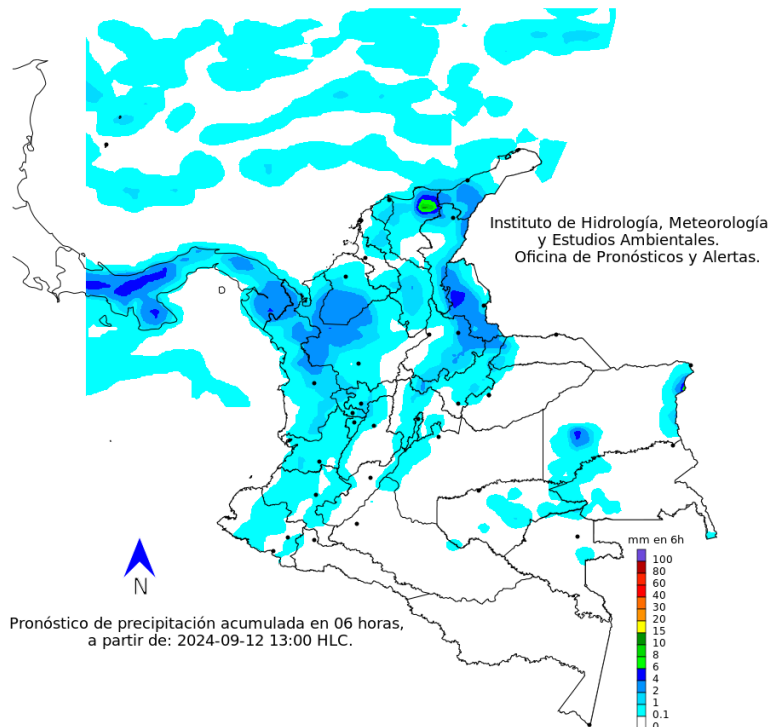 Instituto de Hidrología, Meteorología
y Estudios Ambientales.
Oficina de Pronósticos y Alertas.
N
Pronóstico de precipitación acumulada en 06 horas,
a partir de: 2024-09-12 13:00 HLC.
mm en 6h
100
80
60
40
30
20
15
10
8
6
4
2
1
0.1
0